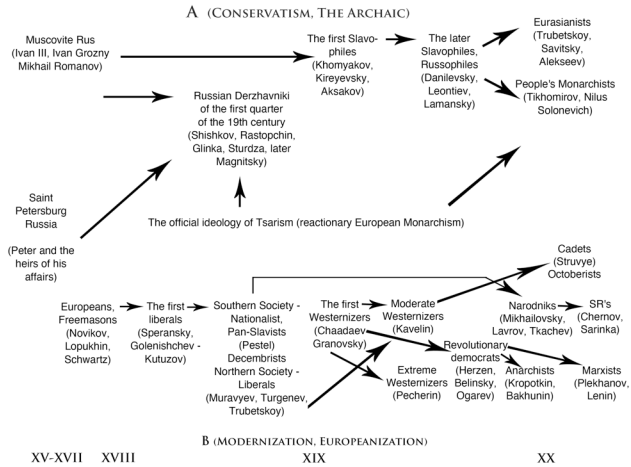 A (Conservatism, The Archaic)
Muscovite Rus
(Ivan III, Ivan Grozny
Mikhail Romanov)
The first Slavo-
philes
(Khomyakov,
Kireyevsky,
Aksakov)
The later
Slavophiles,
Russophiles
(Danilevsky,
Leontiev,
Lamansky)
Eurasianists
(Trubetskoy,
Savitsky,
Alekseev)
People's Monarchists
(Tikhomirov, Nilus
Solonevich)
Russian Derzhavniki
of the first quarter
of the 19th century
(Shishkov, Rastopchin,
Glinka, Sturdza, later
Magnitsky)
Saint
Petersburg
Russia
(Peter and the
heirs of his
affairs)
The official ideology of Tsarism (reactionary European Monarchism)
Cadets
(Struvye)
Octoberists
Europeans,
Freemasons
(Novikov,
Lopukhin,
Schwartz)
The first
liberals
(Speransky,
Golenishchev -
Kutuzov)
Southern Society -
Nationalist,
Pan-Slavists
(Pestel)
Decembrists
Northern Society -
Liberals
(Muravyev, Turgenev,
Trubetskoy)
The first
Westernizers
(Chaadaev
Granovsky)
Moderate
Westernizers
(Kavelin)
Extreme
Westernizers
(Pecherin)
Revolutionary
democrats
(Herzen,
Belinsky,
Ogarev)
Narodniks
(Mikhailovsky,
Lavrov, Tkachev)
SR's
(Chernov,
Sarinka)
Anarchists
(Kropotkin,
Bakhunin)
Marxists
(Plekhanov,
Lenin)
B (Modernization, Europeanization)
XV-XVII XVIII XIX XX